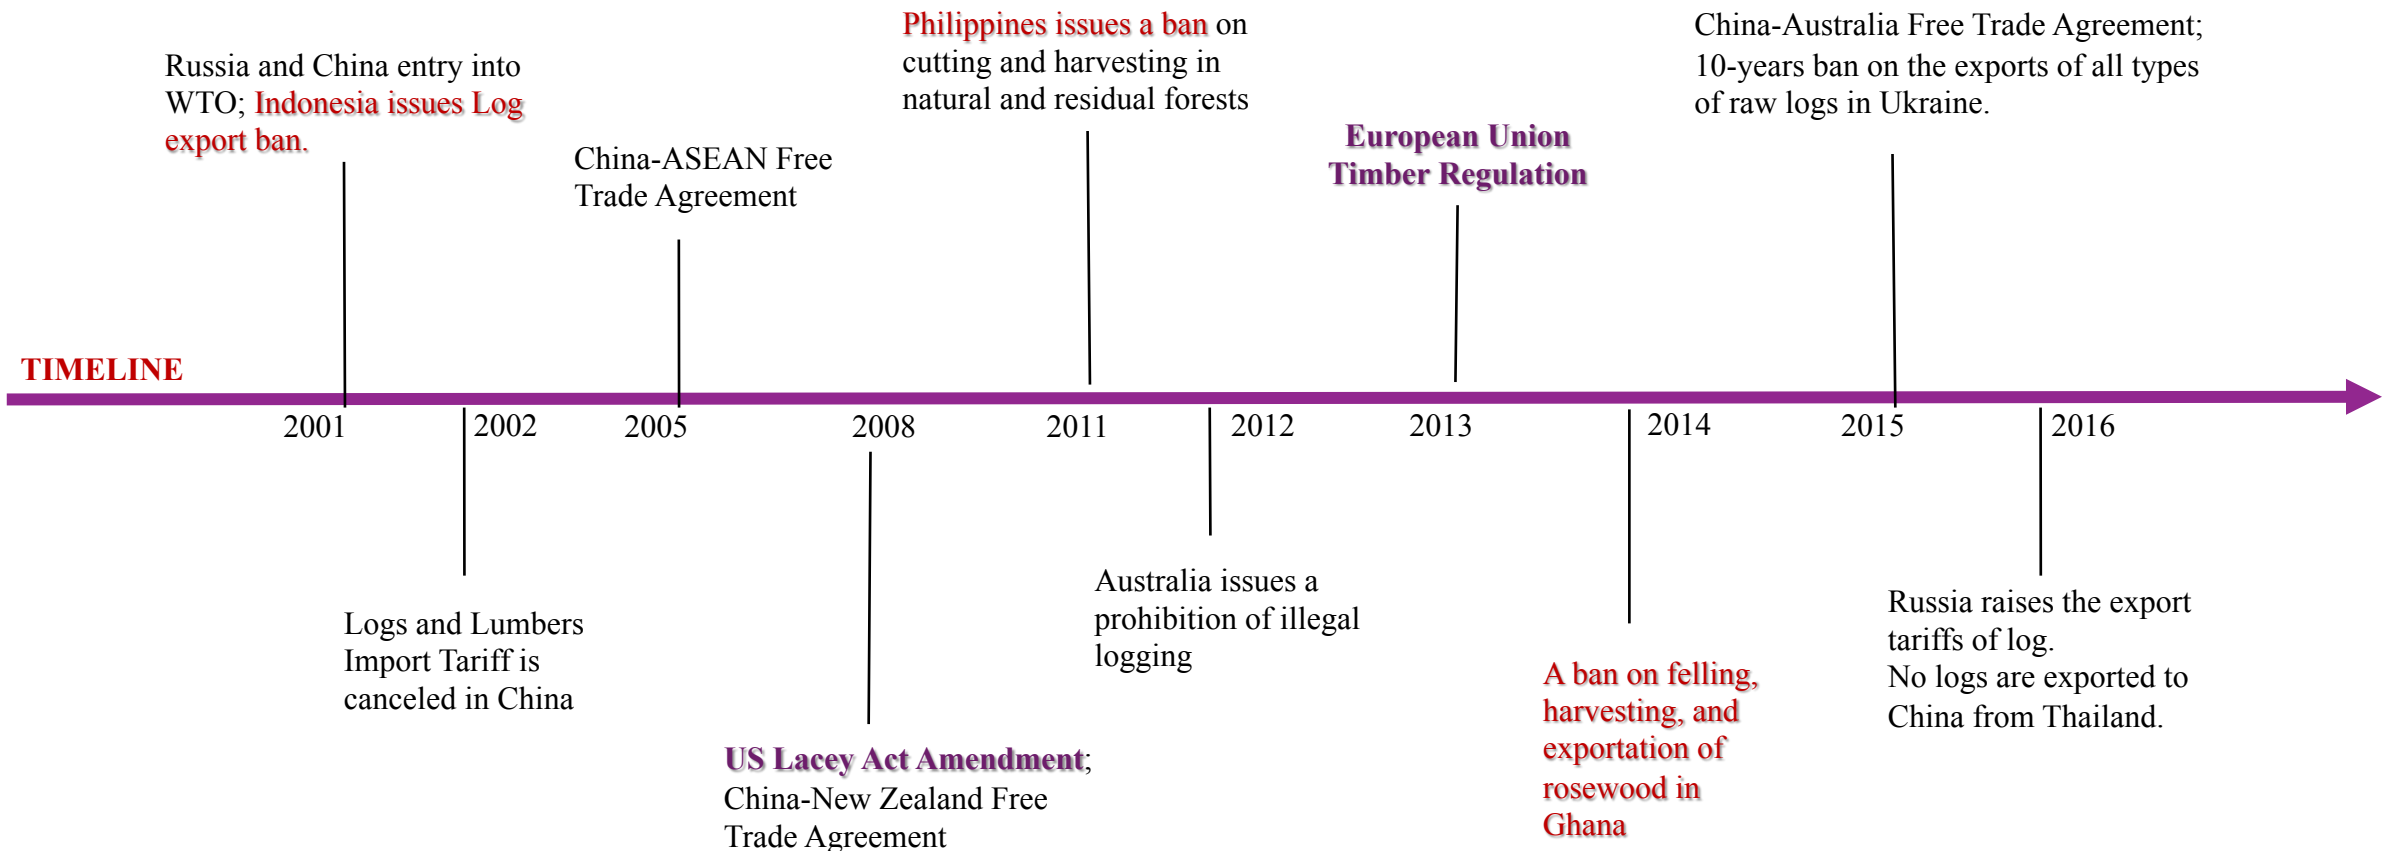 Russia and China entry into
WTO; Indonesia issues Log
export ban.
China-ASEAN Free
Trade Agreement
Philippines issues a ban on
cutting and harvesting in
natural and residual forests
European Union
Timber Regulation
China-Australia Free Trade Agreement;
10-years ban on the exports of all types
of raw logs in Ukraine.
TIMELINE
2001
2002
2005
2008
2011
2012
2013
2014
2015
2016
Logs and Lumbers
Import Tariff is
canceled in China
US Lacey Act Amendment;
China-New Zealand Free
Trade Agreement
Australia issues a
prohibition of illegal
logging
A ban on felling,
harvesting, and
exportation of
rosewood in
Ghana
Russia raises the export
tariffs of log.
No logs are exported to
China from Thailand.